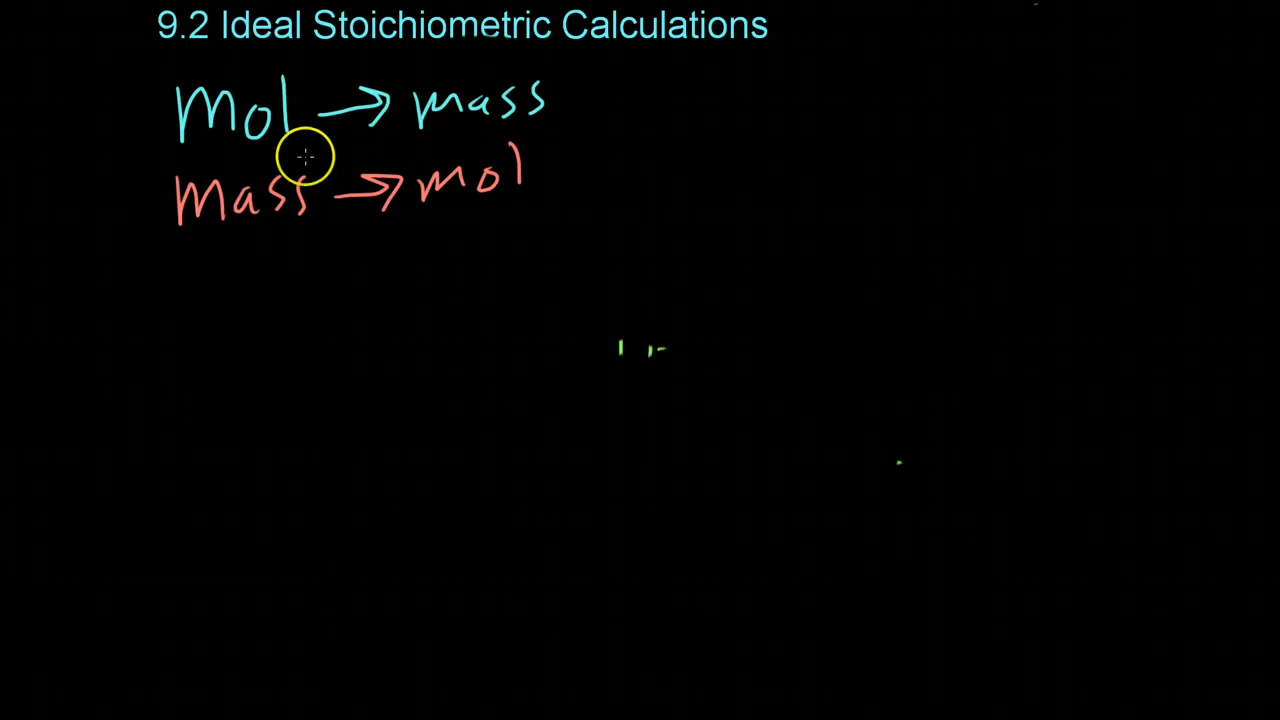 9.2 Ideal Stoichiometric Calculations
Mol → mass
Mass → mol